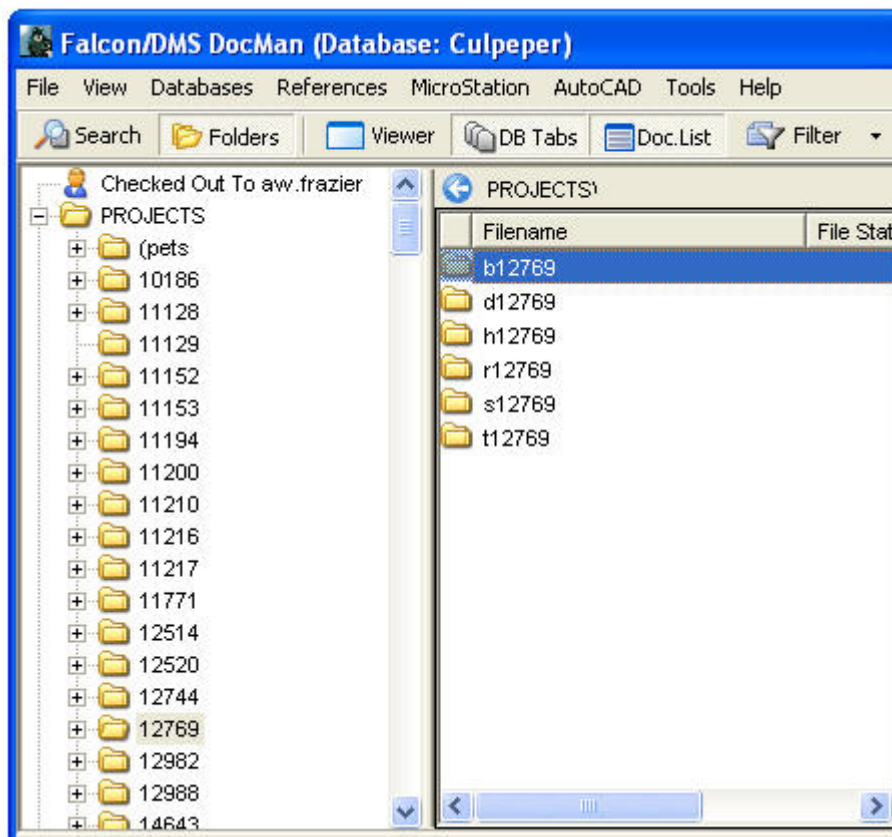 Falcon/DMS DocMan (Database: Culpeper)
File View Databases References MicroStation AutoCAD Tools Help
Search Folders Viewer DB Tabs Doc.List Filter
Checked Out To aw.frazier
PROJECTS
(pets
10186
11128
11129
11152
11153
11194
11200
11210
11216
11217
11771
12514
12520
12744
12769
12982
12988
14643
PROJECTS\
Filename File Stat
b12769
d12769
h12769
r12769
s12769
t12769